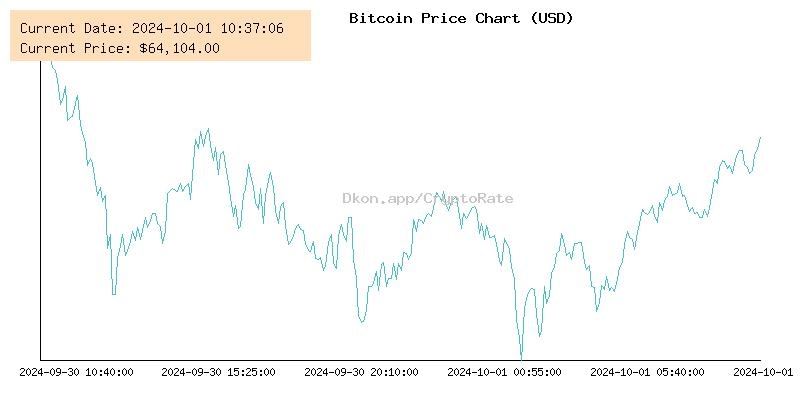 Bitcoin Price Chart (USD)
Current Date: 2024-10-01 10:37:06
Current Price: $64,104.00
Dkon.app/CryptoRate
2024-09-30 10:40:00 2024-09-30 15:25:00 2024-09-30 20:10:00 2024-10-01 00:55:00 2024-10-01 05:40:00 2024-10-01